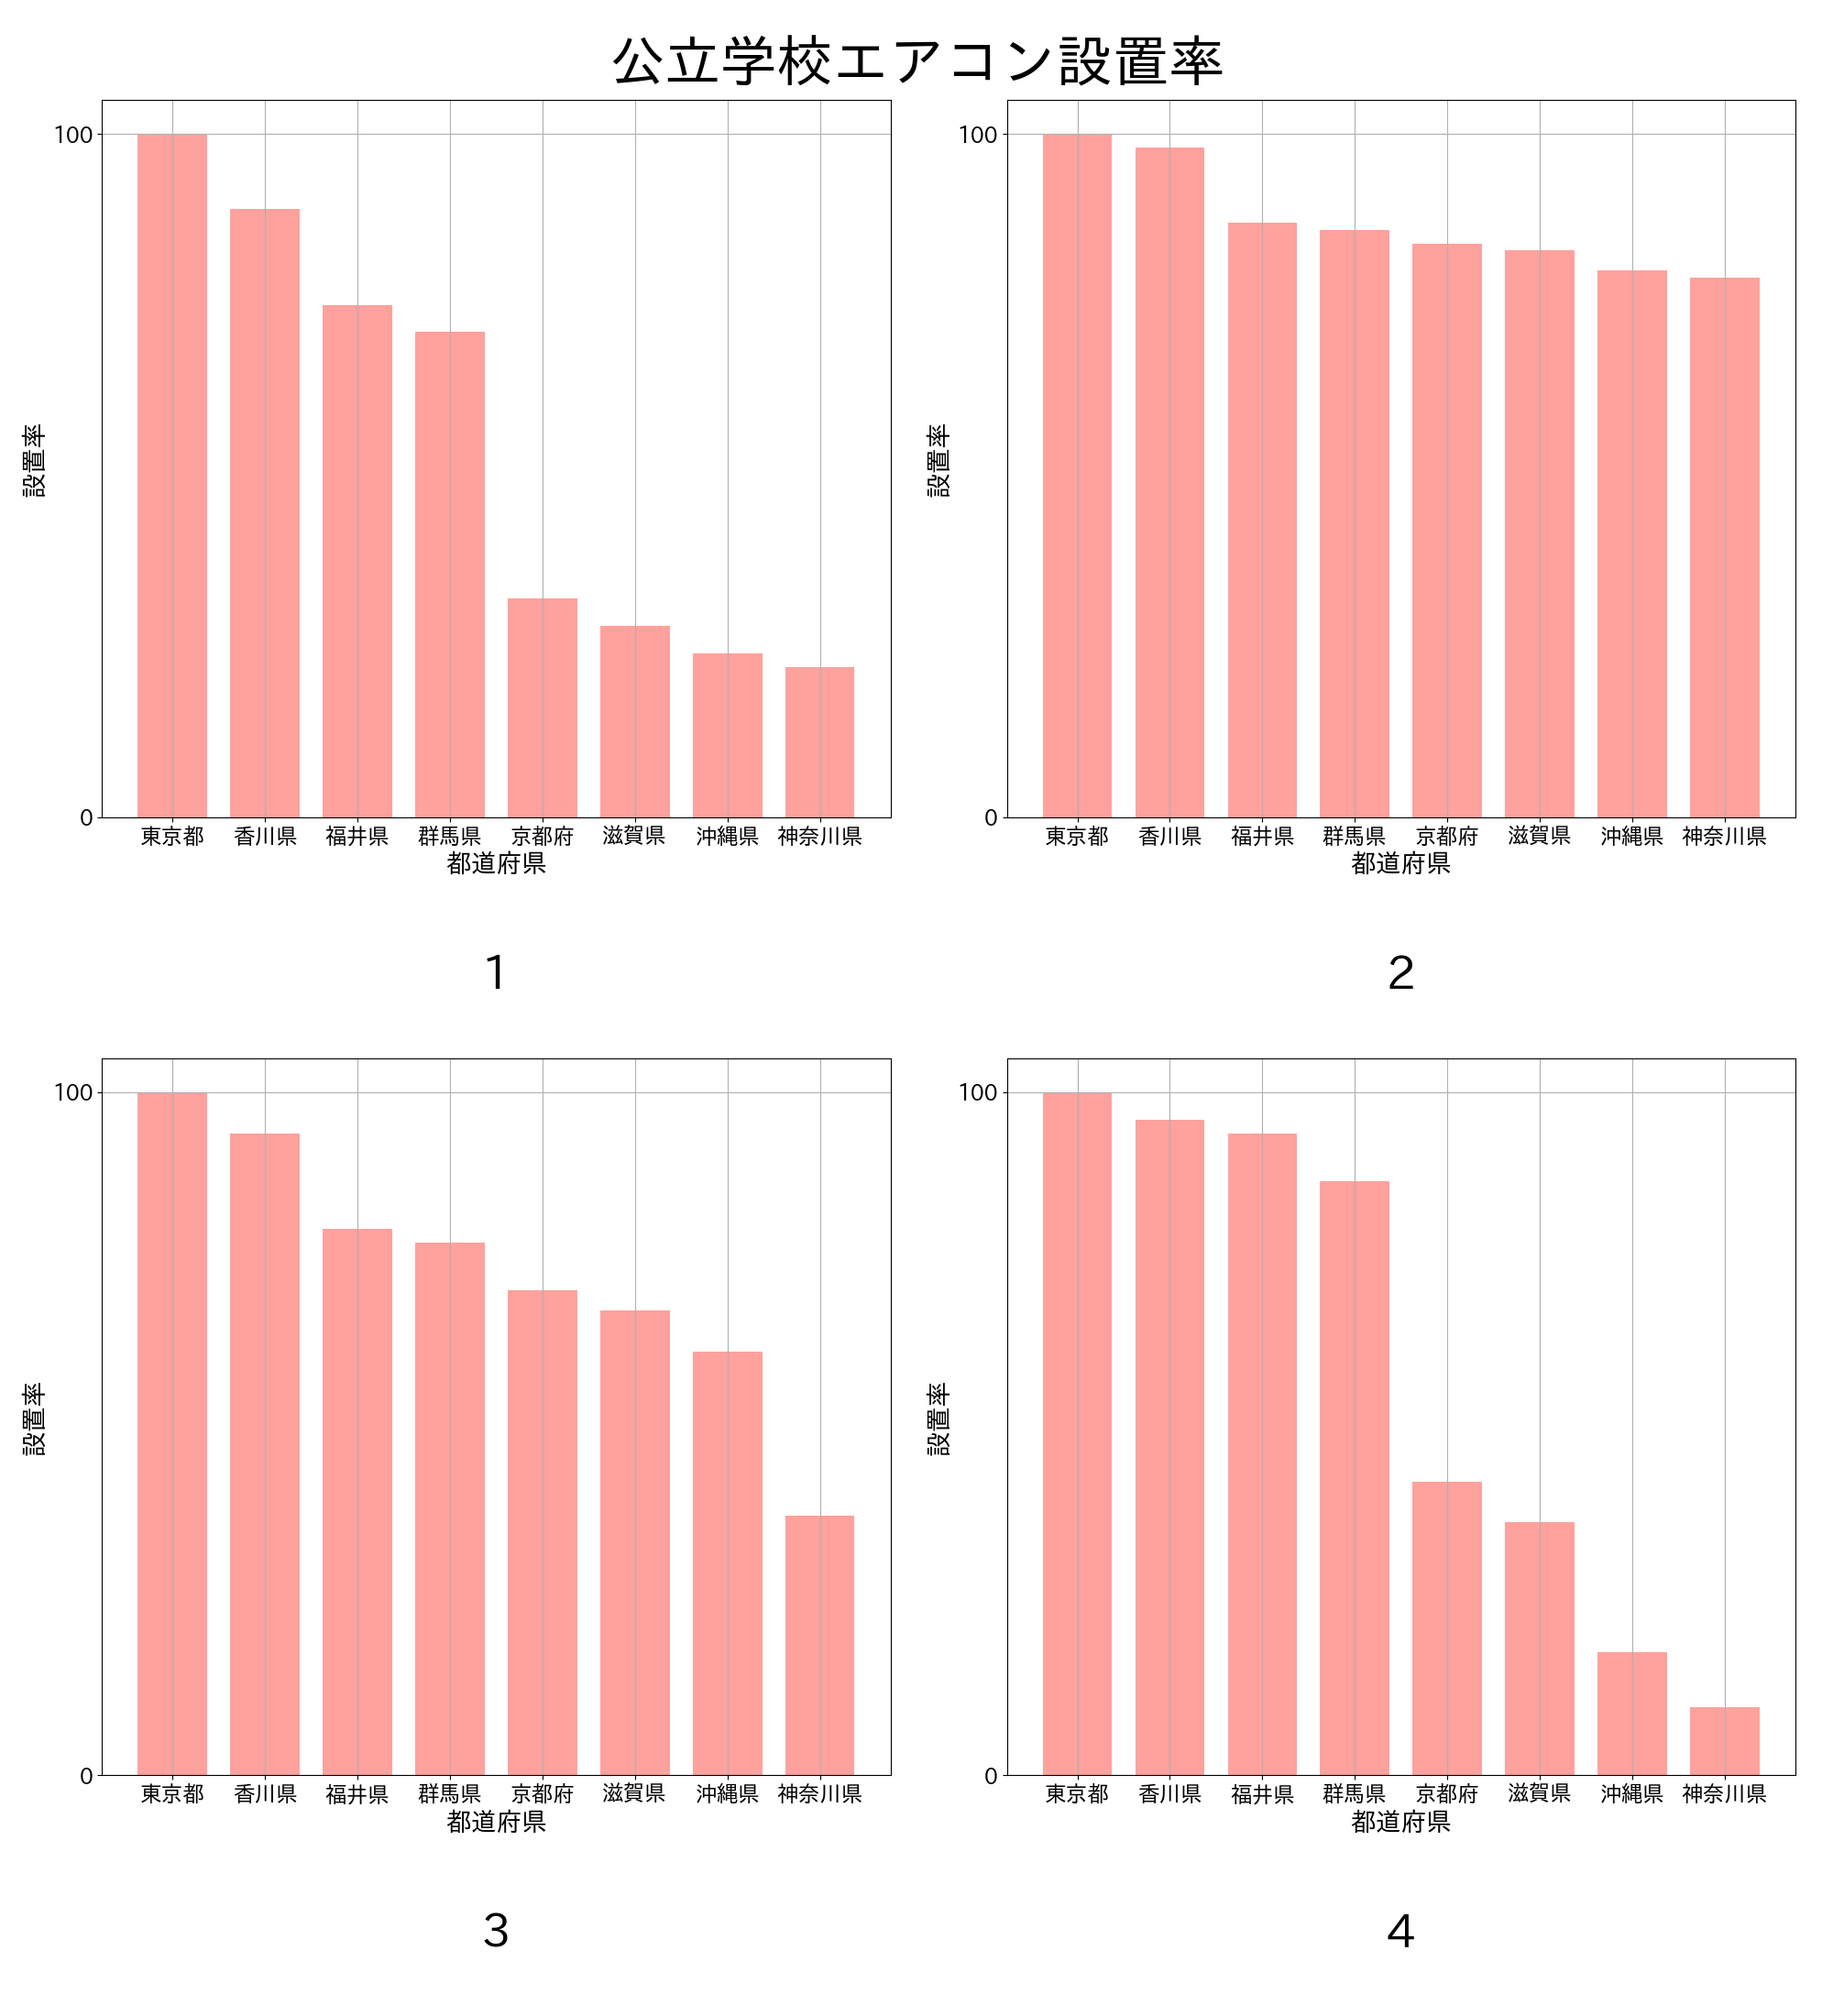 公立学校エアコン設置率
100
設置率
0
東京都 香川県 福井県 群馬県 京都府 滋賀県 沖縄県 神奈川県
都道府県
1
100
設置率
0
東京都 香川県 福井県 群馬県 京都府 滋賀県 沖縄県 神奈川県
都道府県
2
100
設置率
0
東京都 香川県 福井県 群馬県 京都府 滋賀県 沖縄県 神奈川県
都道府県
3
100
設置率
0
東京都 香川県 福井県 群馬県 京都府 滋賀県 沖縄県 神奈川県
都道府県
4